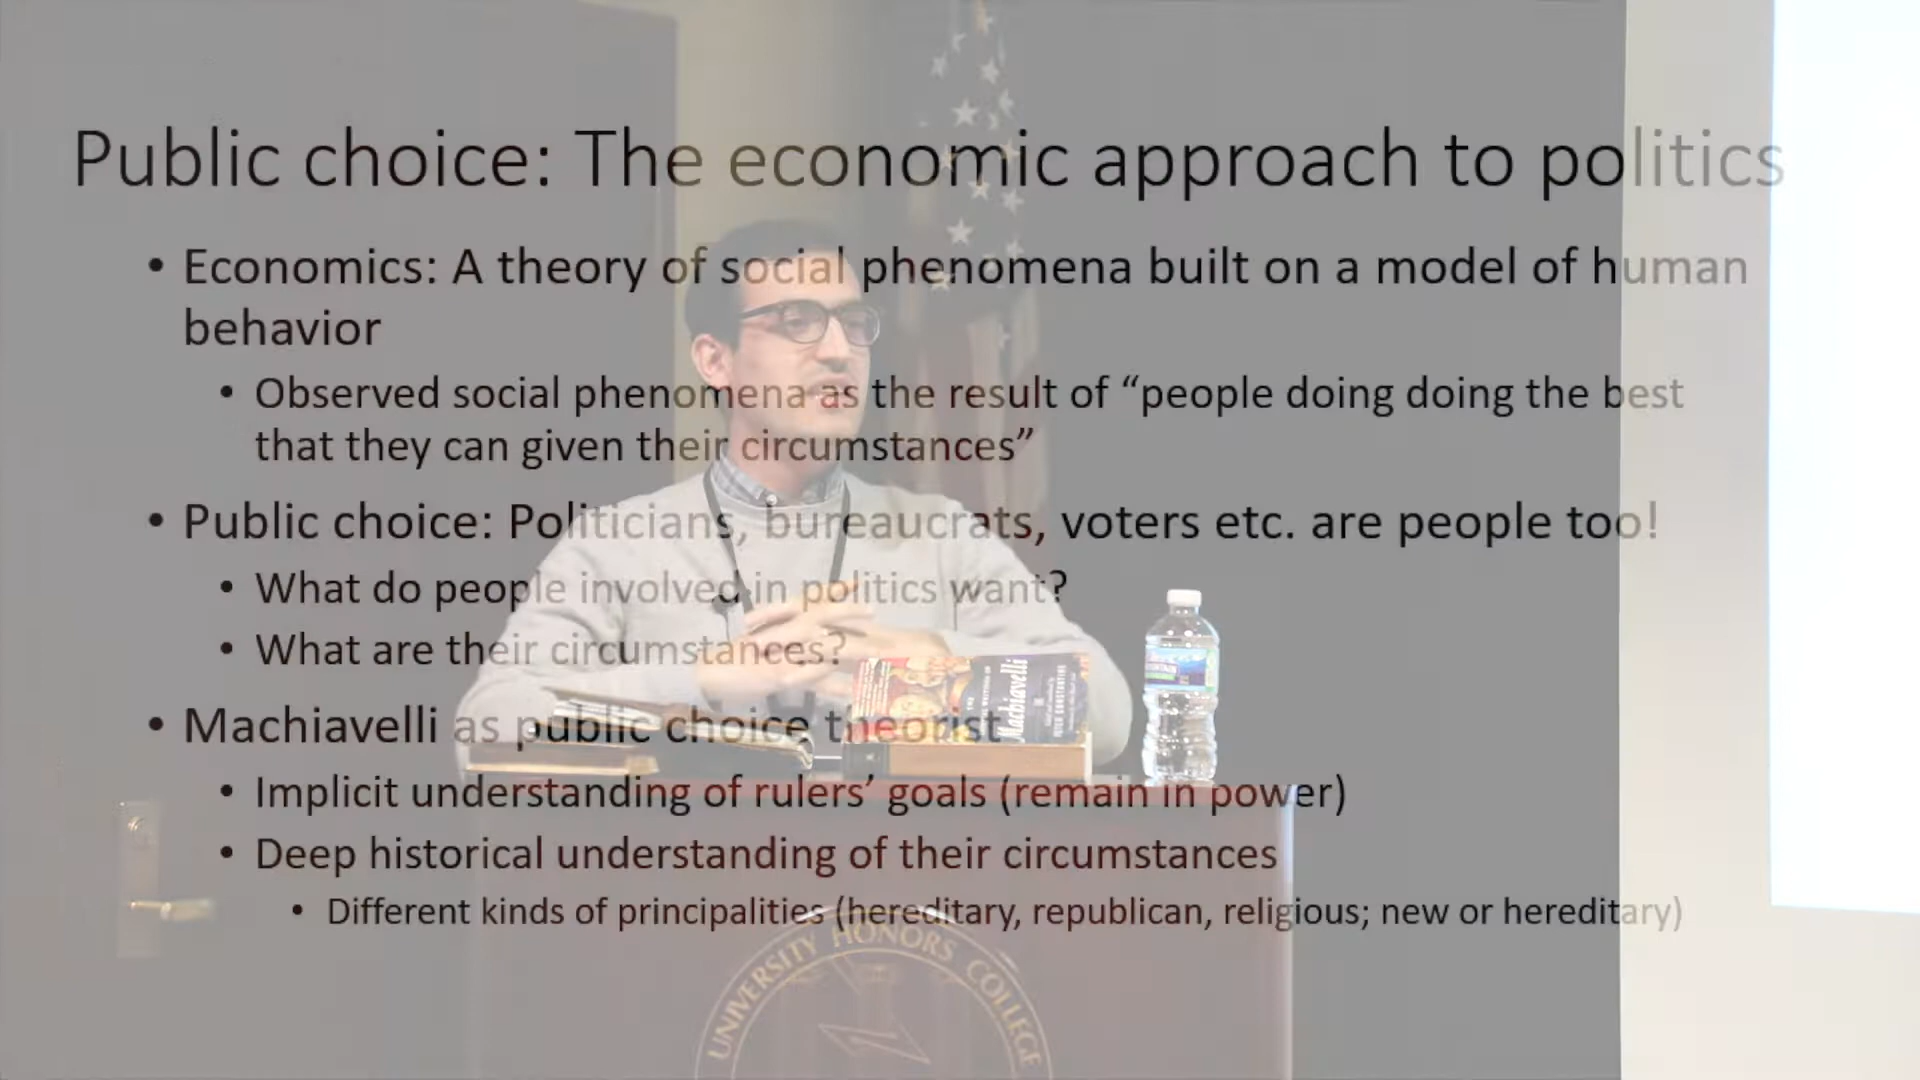 Public choice: The economic approach to politics
• Economics: A theory of social phenomena built on a model of human
behavior
• Observed social phenomena as the result of “people doing doing the best
that they can given their circumstances”
• Public choice: Politicians, bureaucrats, voters etc. are people too!
• What do people involved in politics want?
• What are their circumstances?
• Machiavelli as public choice theorist
• Implicit understanding of rulers’ goals (remain in power)
• Deep historical understanding of their circumstances
• Different kinds of principalities (hereditary, republican, religious; new or hereditary)
Machiavelli
UNIVERSITY HONORS COLLEGE